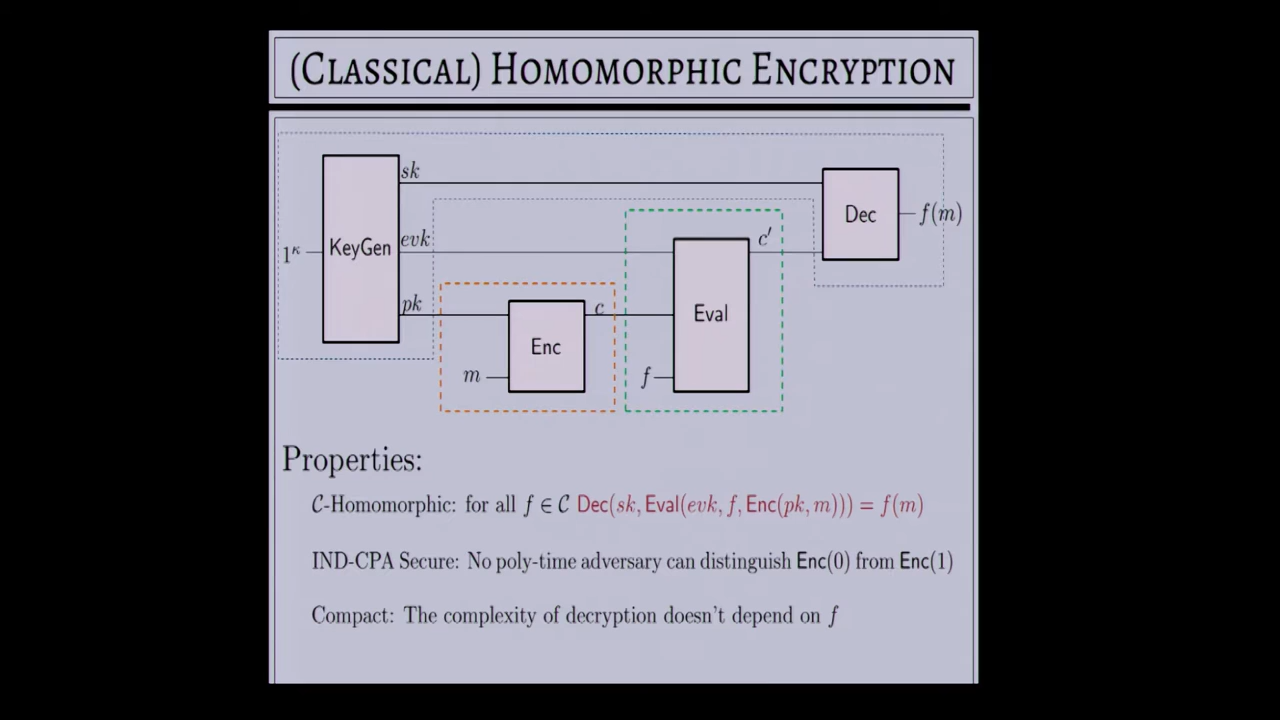 (Classical) Homomorphic Encryption
sk
Dec
f(m)
1^κ
KeyGen
evk
c′
pk
c
Eval
Enc
m
f
Properties:
𝒞-Homomorphic: for all f ∈ 𝒞 Dec(sk, Eval(evk, f, Enc(pk, m))) = f(m)
IND-CPA Secure: No poly-time adversary can distinguish Enc(0) from Enc(1)
Compact: The complexity of decryption doesn't depend on f